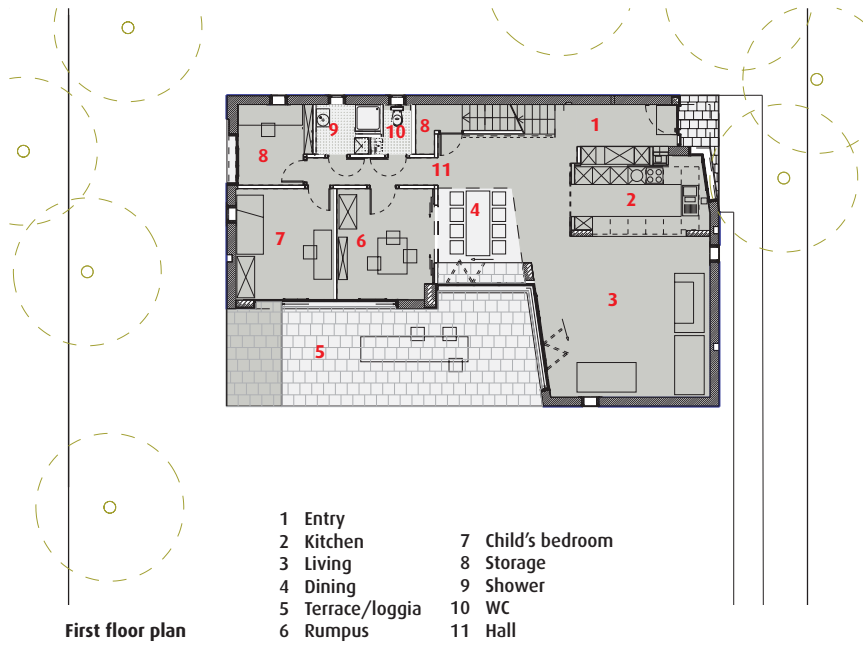 1
9
10
8
8
11
2
4
7
6
3
5
1 Entry
2 Kitchen
3 Living
4 Dining
5 Terrace/loggia
6 Rumpus
7 Child's bedroom
8 Storage
9 Shower
10 WC
11 Hall
First floor plan